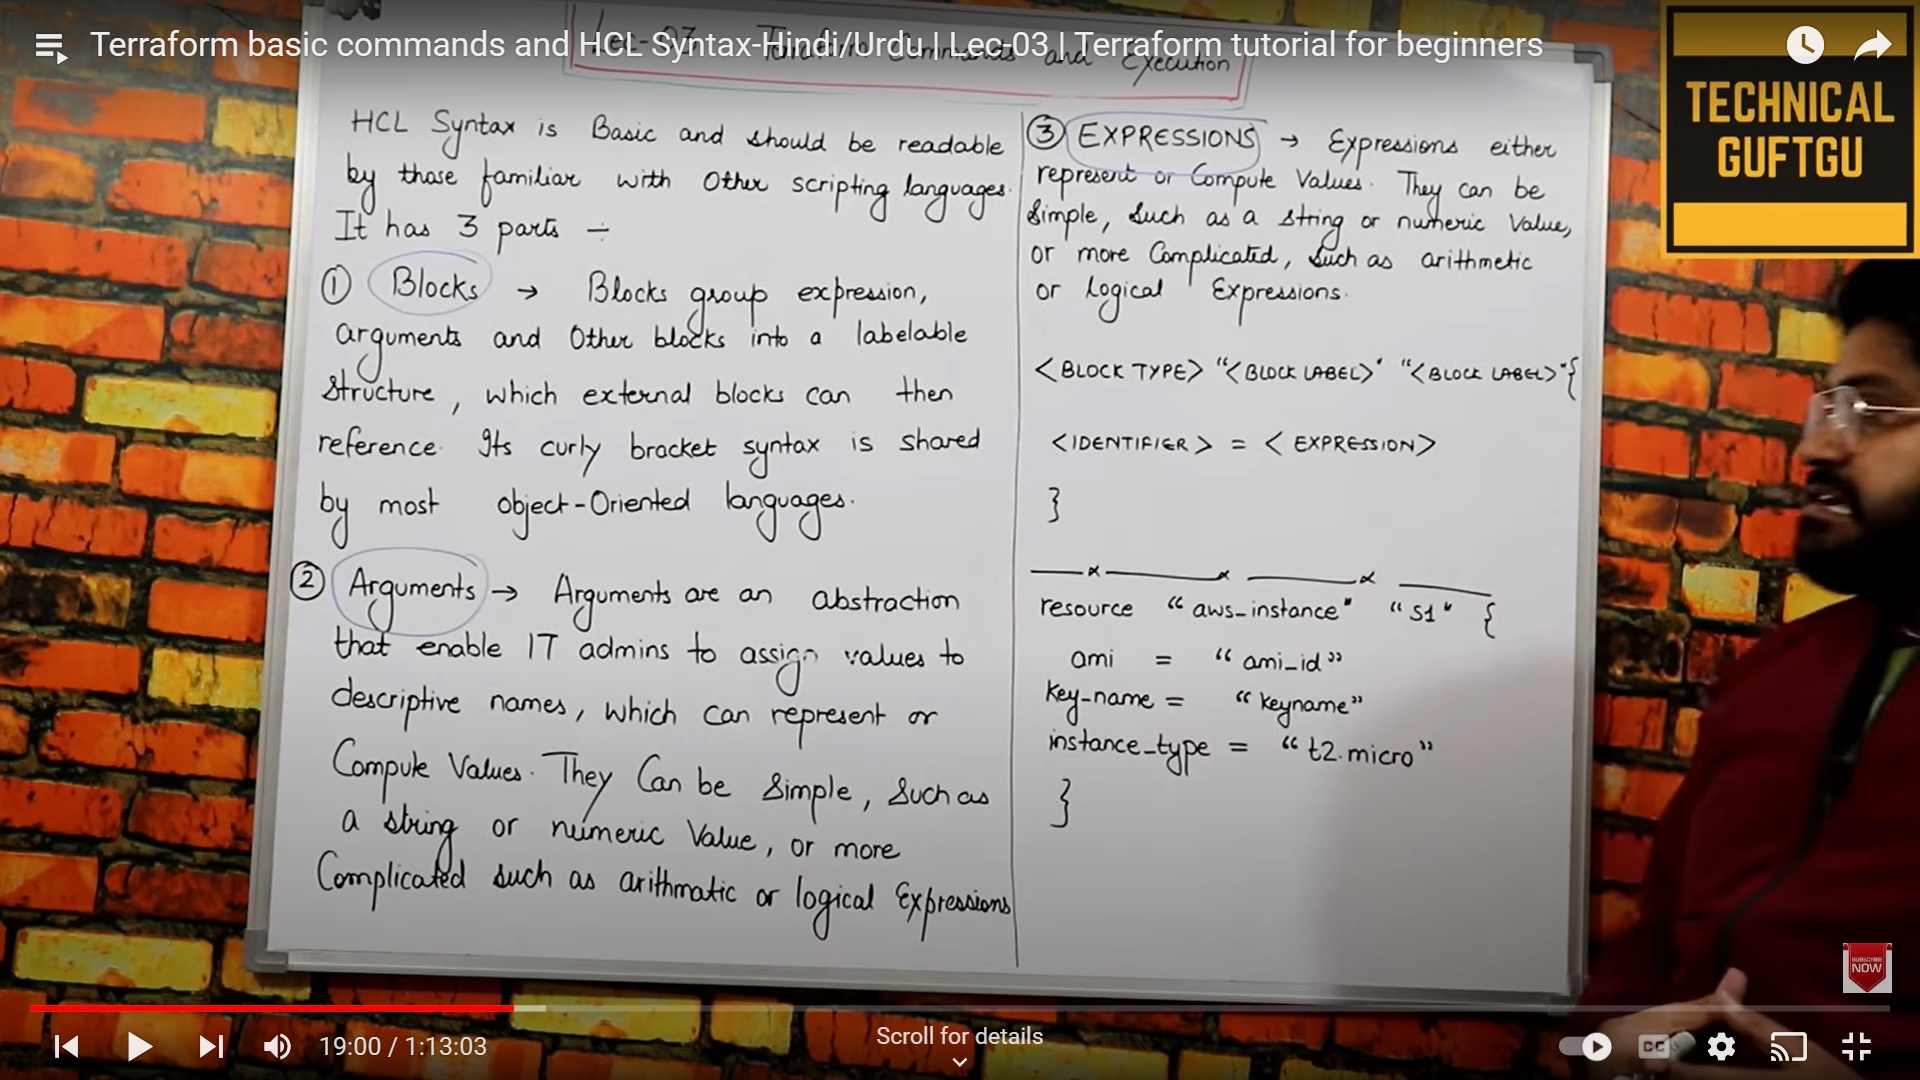 Terraform basic commands and HCL Syntax-Hindi/Urdu | Lec-03 | Terraform tutorial for beginners
Lec-03 Terraform Commands and Execution
TECHNICAL
GUFTGU
HCL Syntax is Basic and should be readable
by those familiar with Other scripting languages.
It has 3 parts ÷
① Blocks → Blocks group expression,
arguments and Other blocks into a labelable
structure, which external blocks can then
reference. Its curly bracket syntax is shared
by most object-Oriented languages.
② Arguments → Arguments are an abstraction
that enable IT admins to assign values to
descriptive names, which can represent or
Compute Values. They Can be Simple, Such as
a string or numeric Value, or more
Complicated such as arithmatic or logical Expressions
③ EXPRESSIONS → Expressions either
represent or Compute Values. They can be
Simple, Such as a string or numeric Value,
or more Complicated, Such as arithmetic
or logical Expressions.
<BLOCK TYPE> "<BLOCK LABEL>" "<BLOCK LABEL>"{
<IDENTIFIER> = <EXPRESSION>
}
resource "aws_instance" "S1" {
ami = "ami_id"
key_name = "keyname"
instance_type = "t2.micro"
}
SUBSCRIBE
NOW
19:00 / 1:13:03
Scroll for details
CC